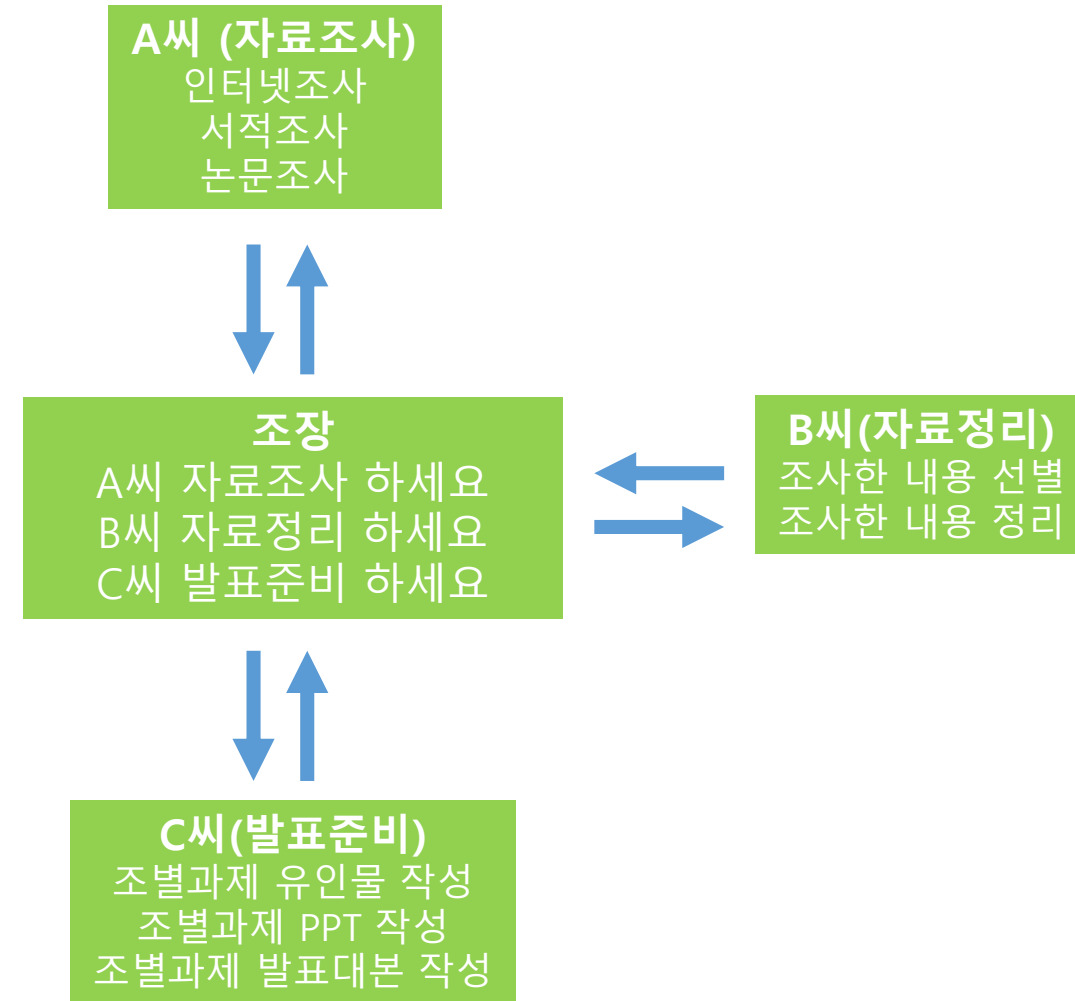 A씨 (자료조사)
인터넷조사
서적조사
논문조사
조장
A씨 자료조사 하세요
B씨 자료정리 하세요
C씨 발표준비 하세요
B씨(자료정리)
조사한 내용 선별
조사한 내용 정리
C씨(발표준비)
조별과제 유인물 작성
조별과제 PPT 작성
조별과제 발표대본 작성